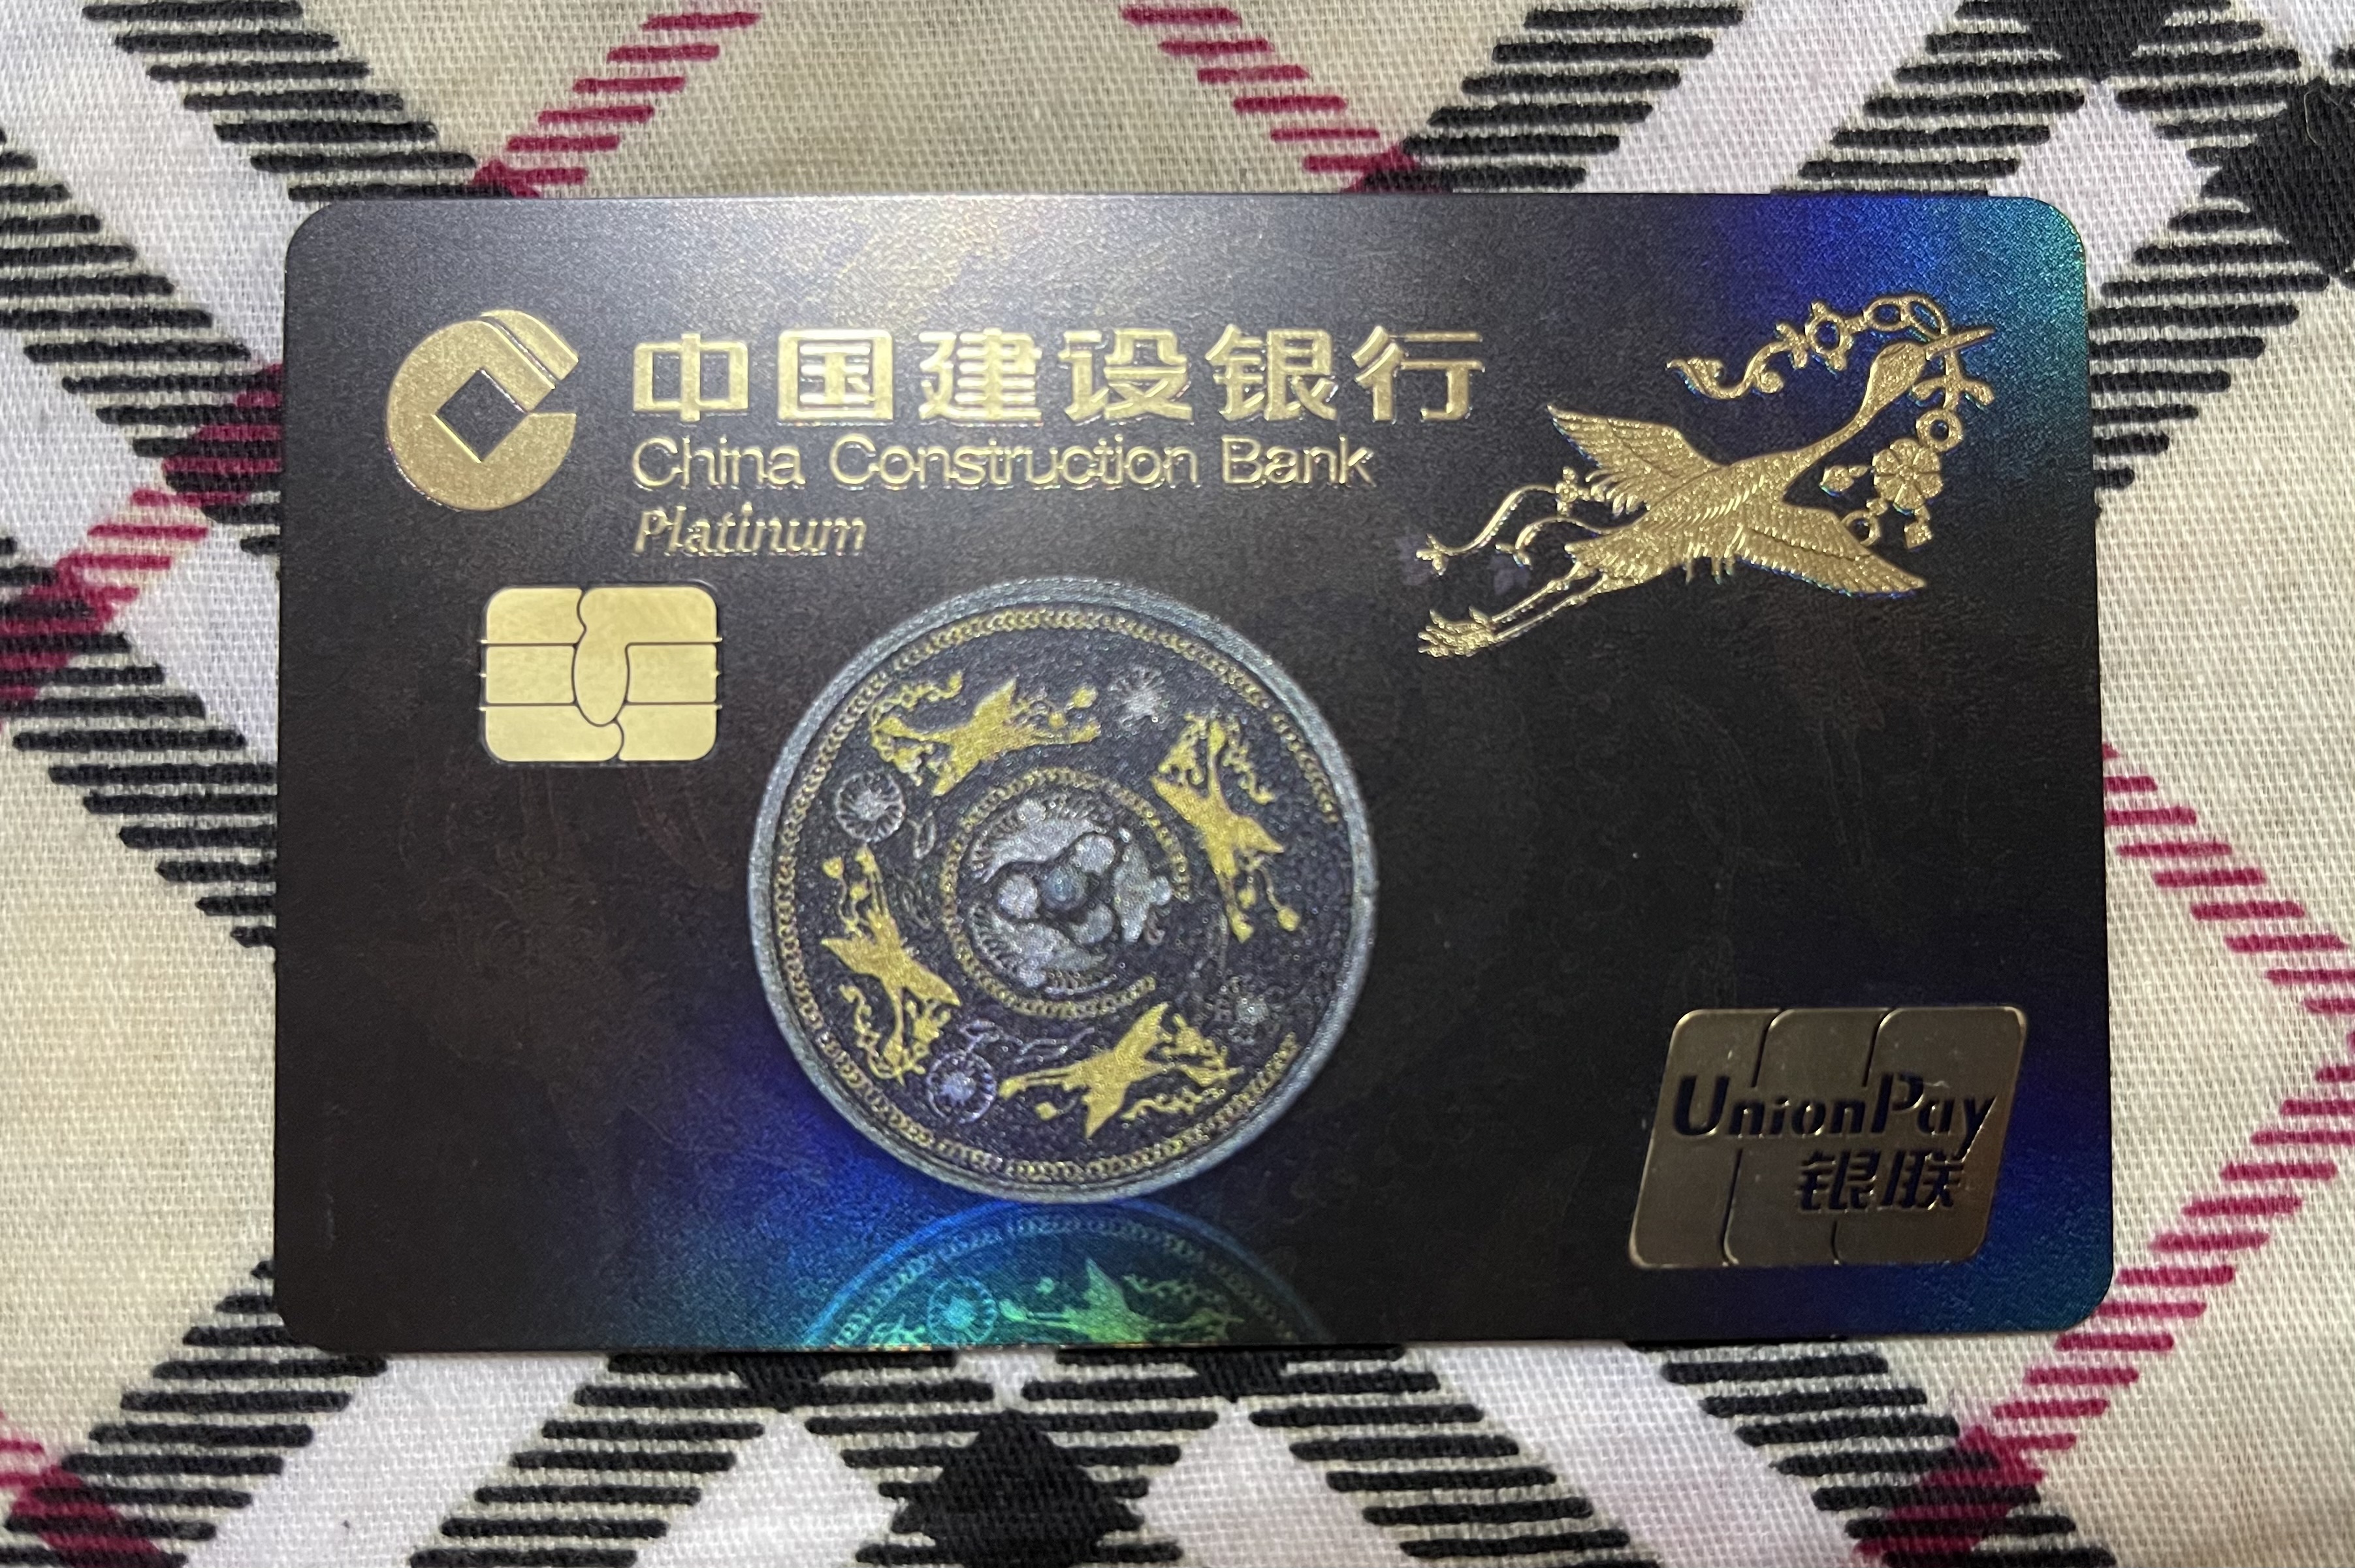 中国建设银行
China Construction Bank
Platinum
UnionPay
银联